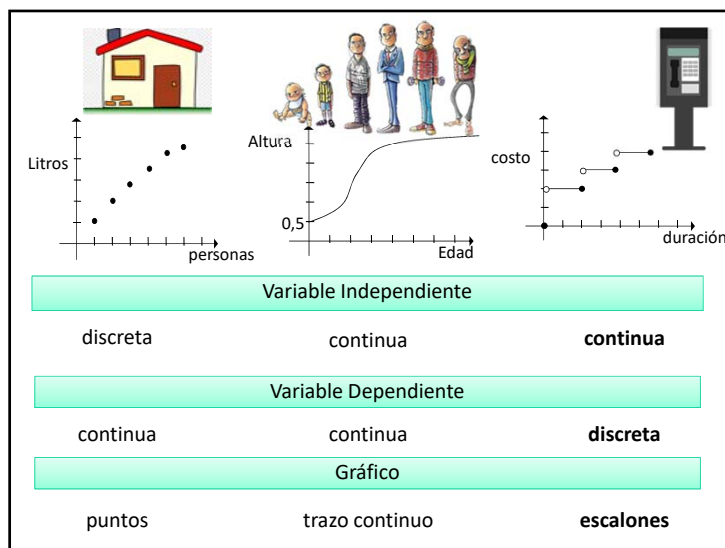 Litros
personas
Altura
0,5
Edad
costo
duración
Variable Independiente
discreta continua continua
Variable Dependiente
continua continua discreta
Gráfico
puntos trazo continuo escalones